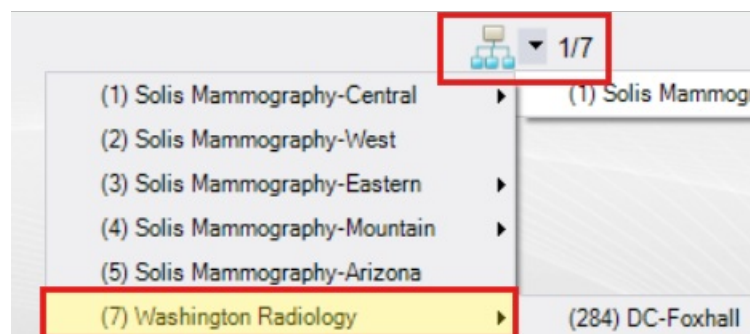 1/7
(1) Solis Mammography-Central
(1) Solis Mammog
(2) Solis Mammography-West
(3) Solis Mammography-Eastern
(4) Solis Mammography-Mountain
(5) Solis Mammography-Arizona
(7) Washington Radiology
(284) DC-Foxhall